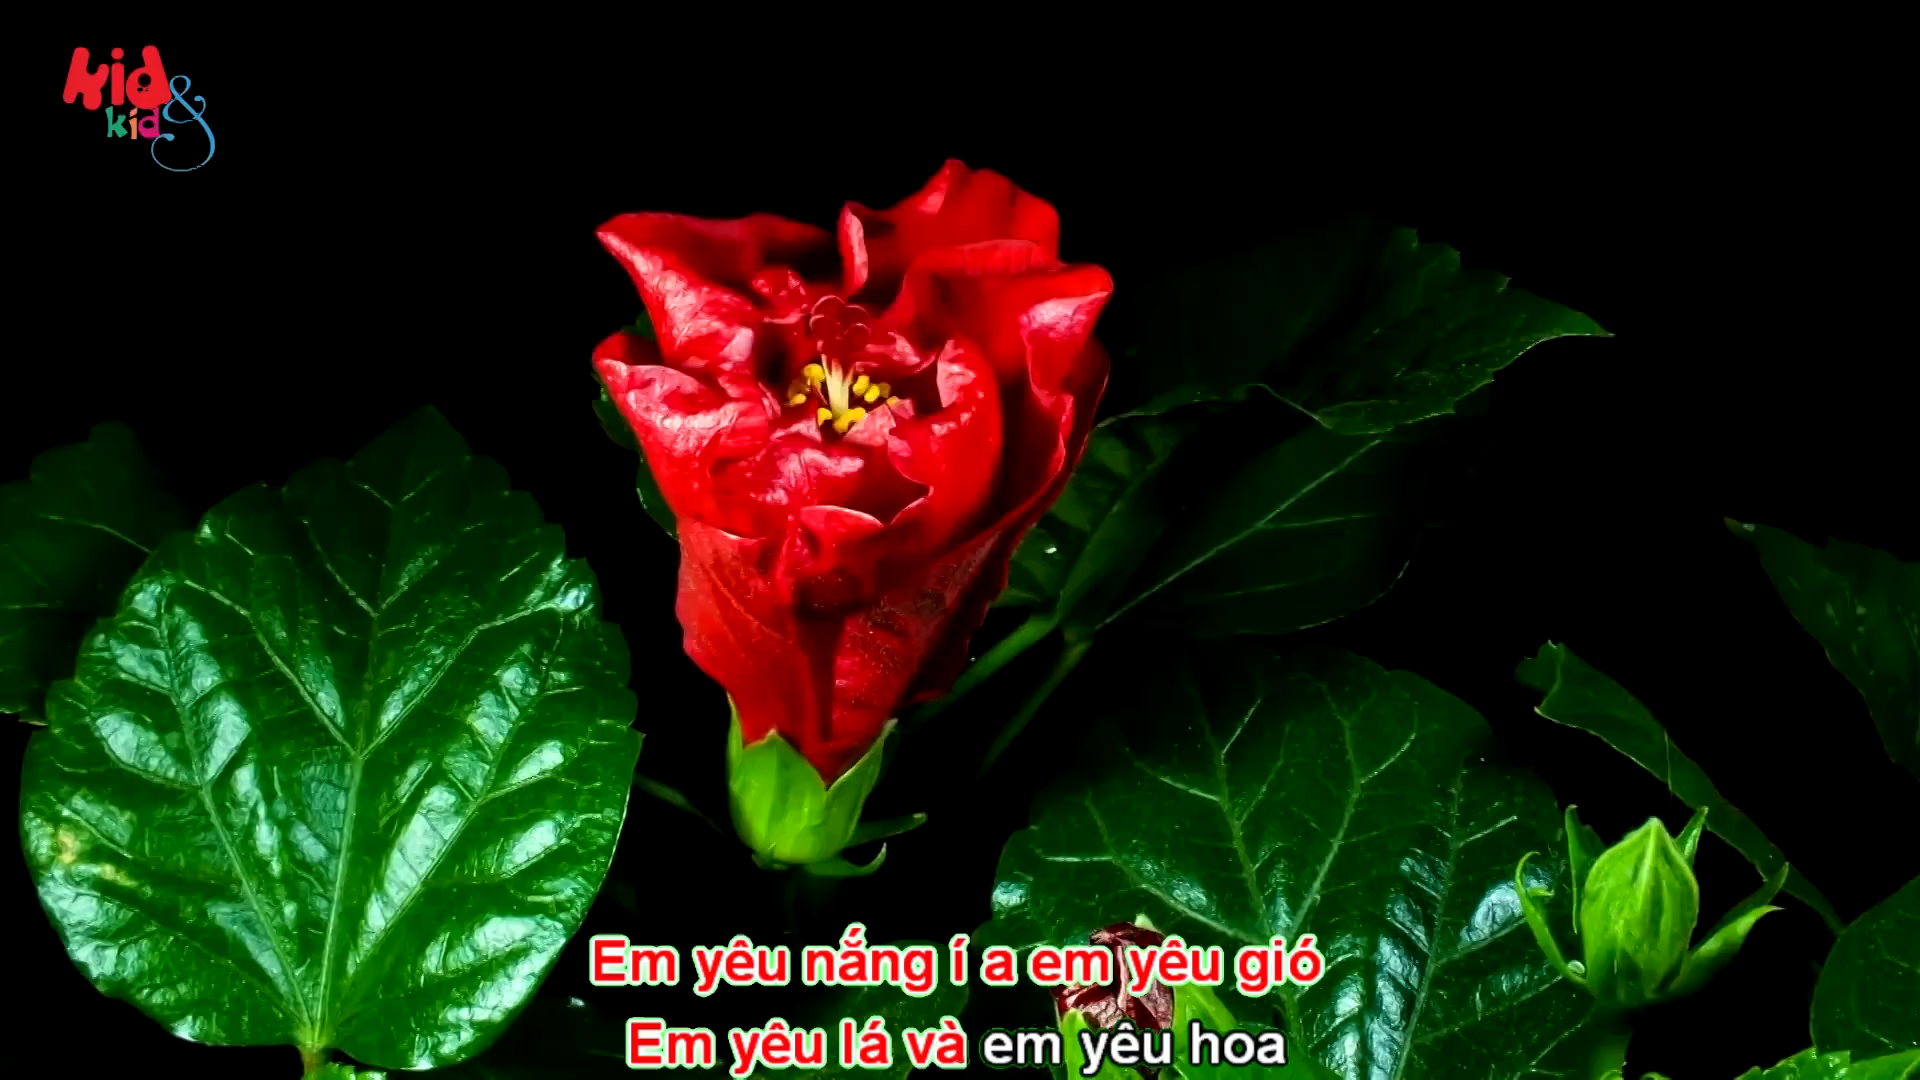 kid &
kid
Em yêu nắng í a em yêu gió
Em yêu lá và em yêu hoa